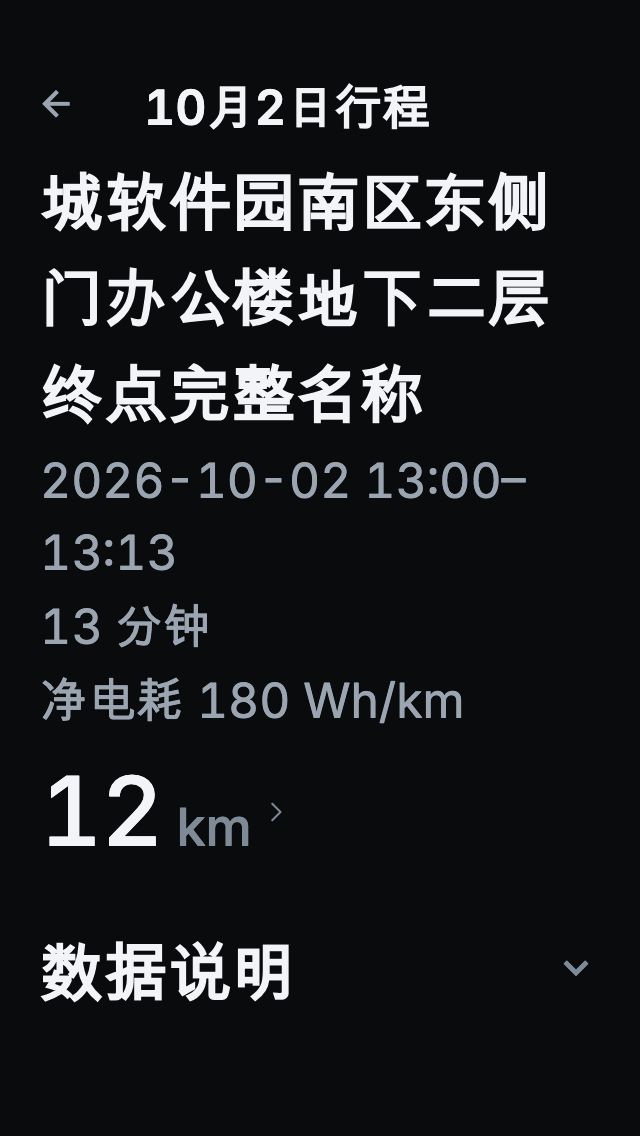 10月2日行程
城软件园南区东侧
门办公楼地下二层
终点完整名称
2026-10-02 13:00–
13:13
13 分钟
净电耗 180 Wh/km
12 km
数据说明